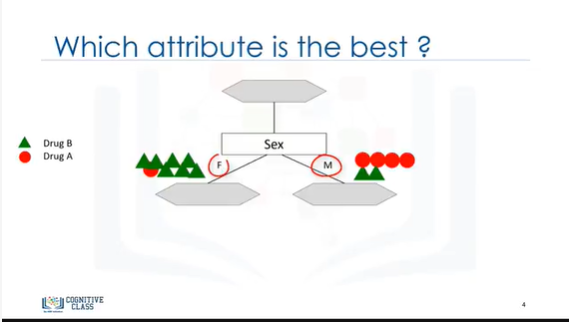 Which attribute is the best ?
Drug B
Drug A
Sex
F
M
COGNITIVE
CLASS
4